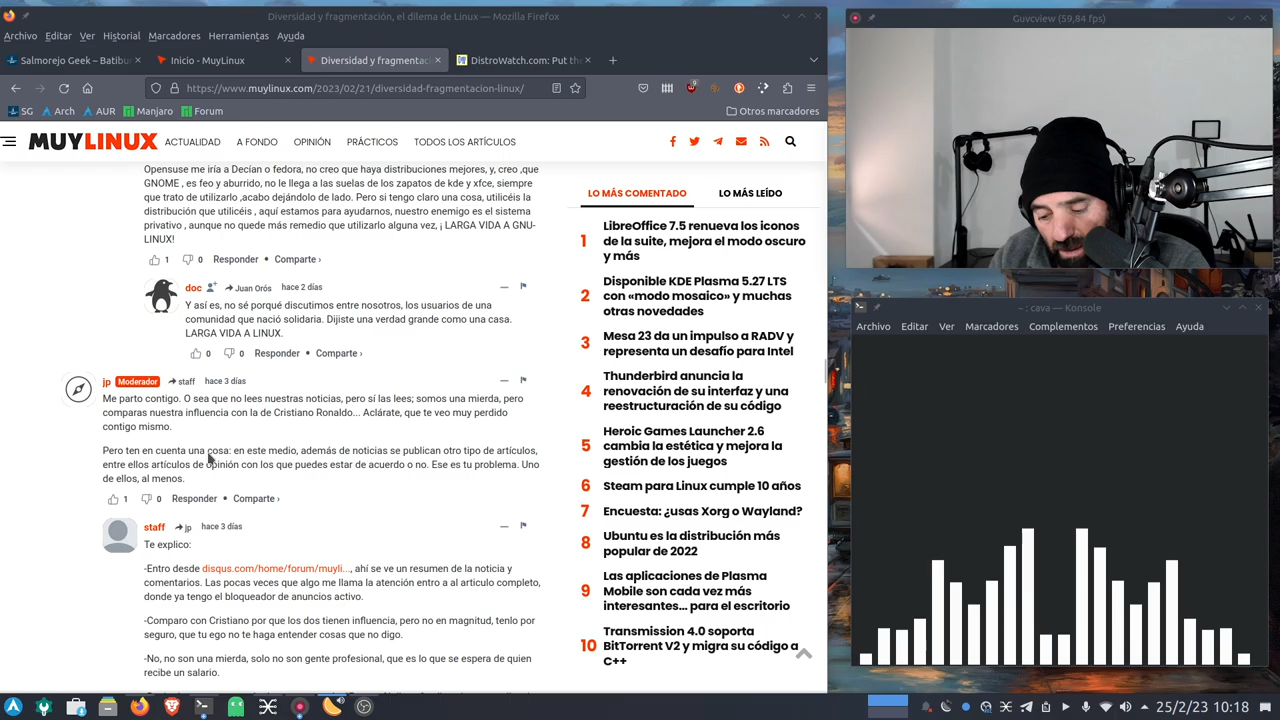 Diversidad y fragmentación, el dilema de Linux — Mozilla Firefox
Archivo Editar Ver Historial Marcadores Herramientas Ayuda
Salmorejo Geek – Batibur
Inicio - MuyLinux
Diversidad y fragmentac
DistroWatch.com: Put the
https://www.muylinux.com/2023/02/21/diversidad-fragmentacion-linux/
9
SG Arch AUR Manjaro Forum
Otros marcadores
MUYLINUX
ACTUALIDAD A FONDO OPINIÓN PRÁCTICOS TODOS LOS ARTÍCULOS
Opensuse me iría a Decían o fedora, no creo que haya distribuciones mejores, y, creo ,que
GNOME , es feo y aburrido, no le llega a las suelas de los zapatos de kde y xfce, siempre
que trato de utilizarlo ,acabo dejándolo de lado. Pero si tengo claro una cosa, utilicéis la
distribución que utilicéis , aquí estamos para ayudarnos, nuestro enemigo es el sistema
privativo , aunque no quede más remedio que utilizarlo alguna vez, ¡ LARGA VIDA A GNU-
LINUX!
1 0 Responder • Comparte ›
doc Juan Orós hace 2 días
Y así es, no sé porqué discutimos entre nosotros, los usuarios de una
comunidad que nació solidaria. Dijiste una verdad grande como una casa.
LARGA VIDA A LINUX.
0 0 Responder • Comparte ›
jp Moderador staff hace 3 días
Me parto contigo. O sea que no lees nuestras noticias, pero sí las lees; somos una mierda, pero
comparas nuestra influencia con la de Cristiano Ronaldo... Aclárate, que te veo muy perdido
contigo mismo.
Pero ten en cuenta una cosa: en este medio, además de noticias se publican otro tipo de artículos,
entre ellos artículos de opinión con los que puedes estar de acuerdo o no. Ese es tu problema. Uno
de ellos, al menos.
1 0 Responder • Comparte ›
staff jp hace 3 días
Te explico:
-Entro desde disqus.com/home/forum/muyli..., ahí se ve un resumen de la noticia y
comentarios. Las pocas veces que algo me llama la atención entro a al articulo completo,
donde ya tengo el bloqueador de anuncios activo.
-Comparo con Cristiano por que los dos tienen influencia, pero no en magnitud, tenlo por
seguro, que tu ego no te haga entender cosas que no digo.
-No, no son una mierda, solo no son gente profesional, que es lo que se espera de quien
recibe un salario.
LO MÁS COMENTADO LO MÁS LEÍDO
1 LibreOffice 7.5 renueva los iconos
de la suite, mejora el modo oscuro
y más
2 Disponible KDE Plasma 5.27 LTS
con «modo mosaico» y muchas
otras novedades
3 Mesa 23 da un impulso a RADV y
representa un desafío para Intel
4 Thunderbird anuncia la
renovación de su interfaz y una
reestructuración de su código
5 Heroic Games Launcher 2.6
cambia la estética y mejora la
gestión de los juegos
6 Steam para Linux cumple 10 años
7 Encuesta: ¿usas Xorg o Wayland?
8 Ubuntu es la distribución más
popular de 2022
9 Las aplicaciones de Plasma
Mobile son cada vez más
interesantes... para el escritorio
10 Transmission 4.0 soporta
BitTorrent V2 y migra su código a
C++
Guvcview (59,84 fps)
~ : cava — Konsole
Archivo Editar Ver Marcadores Complementos Preferencias Ayuda
25/2/23 10:18